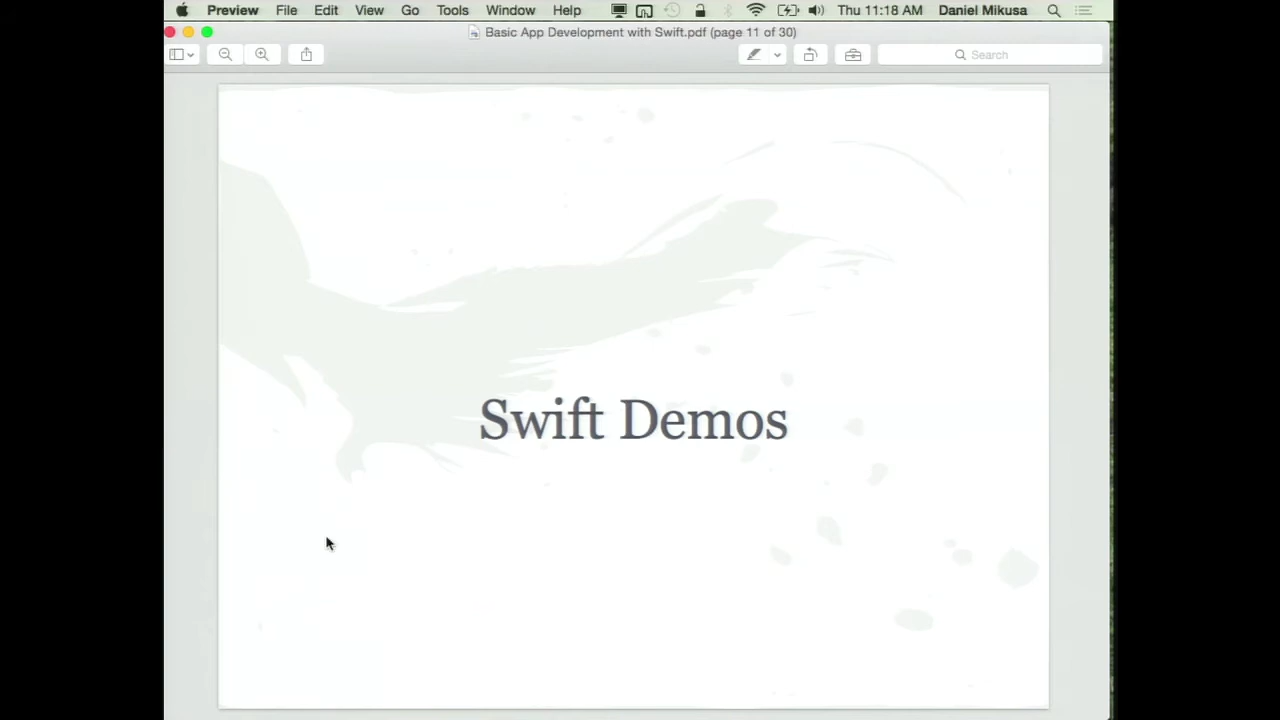 Preview File Edit View Go Tools Window Help Thu 11:18 AM Daniel Mikusa
Basic App Development with Swift.pdf (page 11 of 30)
Search
Swift Demos